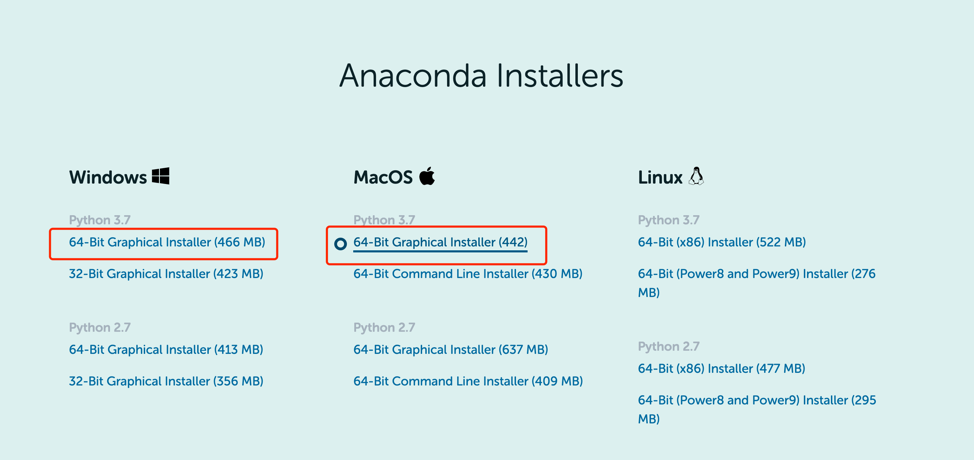 Anaconda Installers
Windows
Python 3.7
64-Bit Graphical Installer (466 MB)
32-Bit Graphical Installer (423 MB)
Python 2.7
64-Bit Graphical Installer (413 MB)
32-Bit Graphical Installer (356 MB)
MacOS
Python 3.7
64-Bit Graphical Installer (442)
64-Bit Command Line Installer (430 MB)
Python 2.7
64-Bit Graphical Installer (637 MB)
64-Bit Command Line Installer (409 MB)
Linux
Python 3.7
64-Bit (x86) Installer (522 MB)
64-Bit (Power8 and Power9) Installer (276
MB)
Python 2.7
64-Bit (x86) Installer (477 MB)
64-Bit (Power8 and Power9) Installer (295
MB)